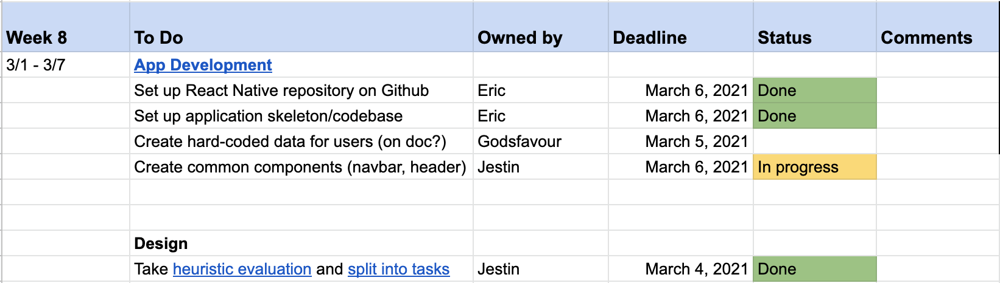 Week 8 To Do Owned by Deadline Status Comments
3/1 - 3/7 App Development
Set up React Native repository on Github Eric March 6, 2021 Done
Set up application skeleton/codebase Eric March 6, 2021 Done
Create hard-coded data for users (on doc?) Godsfavour March 5, 2021
Create common components (navbar, header) Jestin March 6, 2021 In progress
Design
Take heuristic evaluation and split into tasks Jestin March 4, 2021 Done